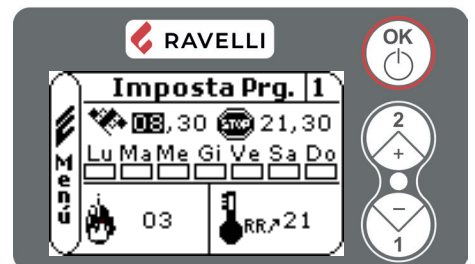 RAVELLI
OK
Imposta Prg. 1
08,30 STOP 21,30
Lu Ma Me Gi Ve Sa Do
Menú
03
RR 21
2
+
−
1